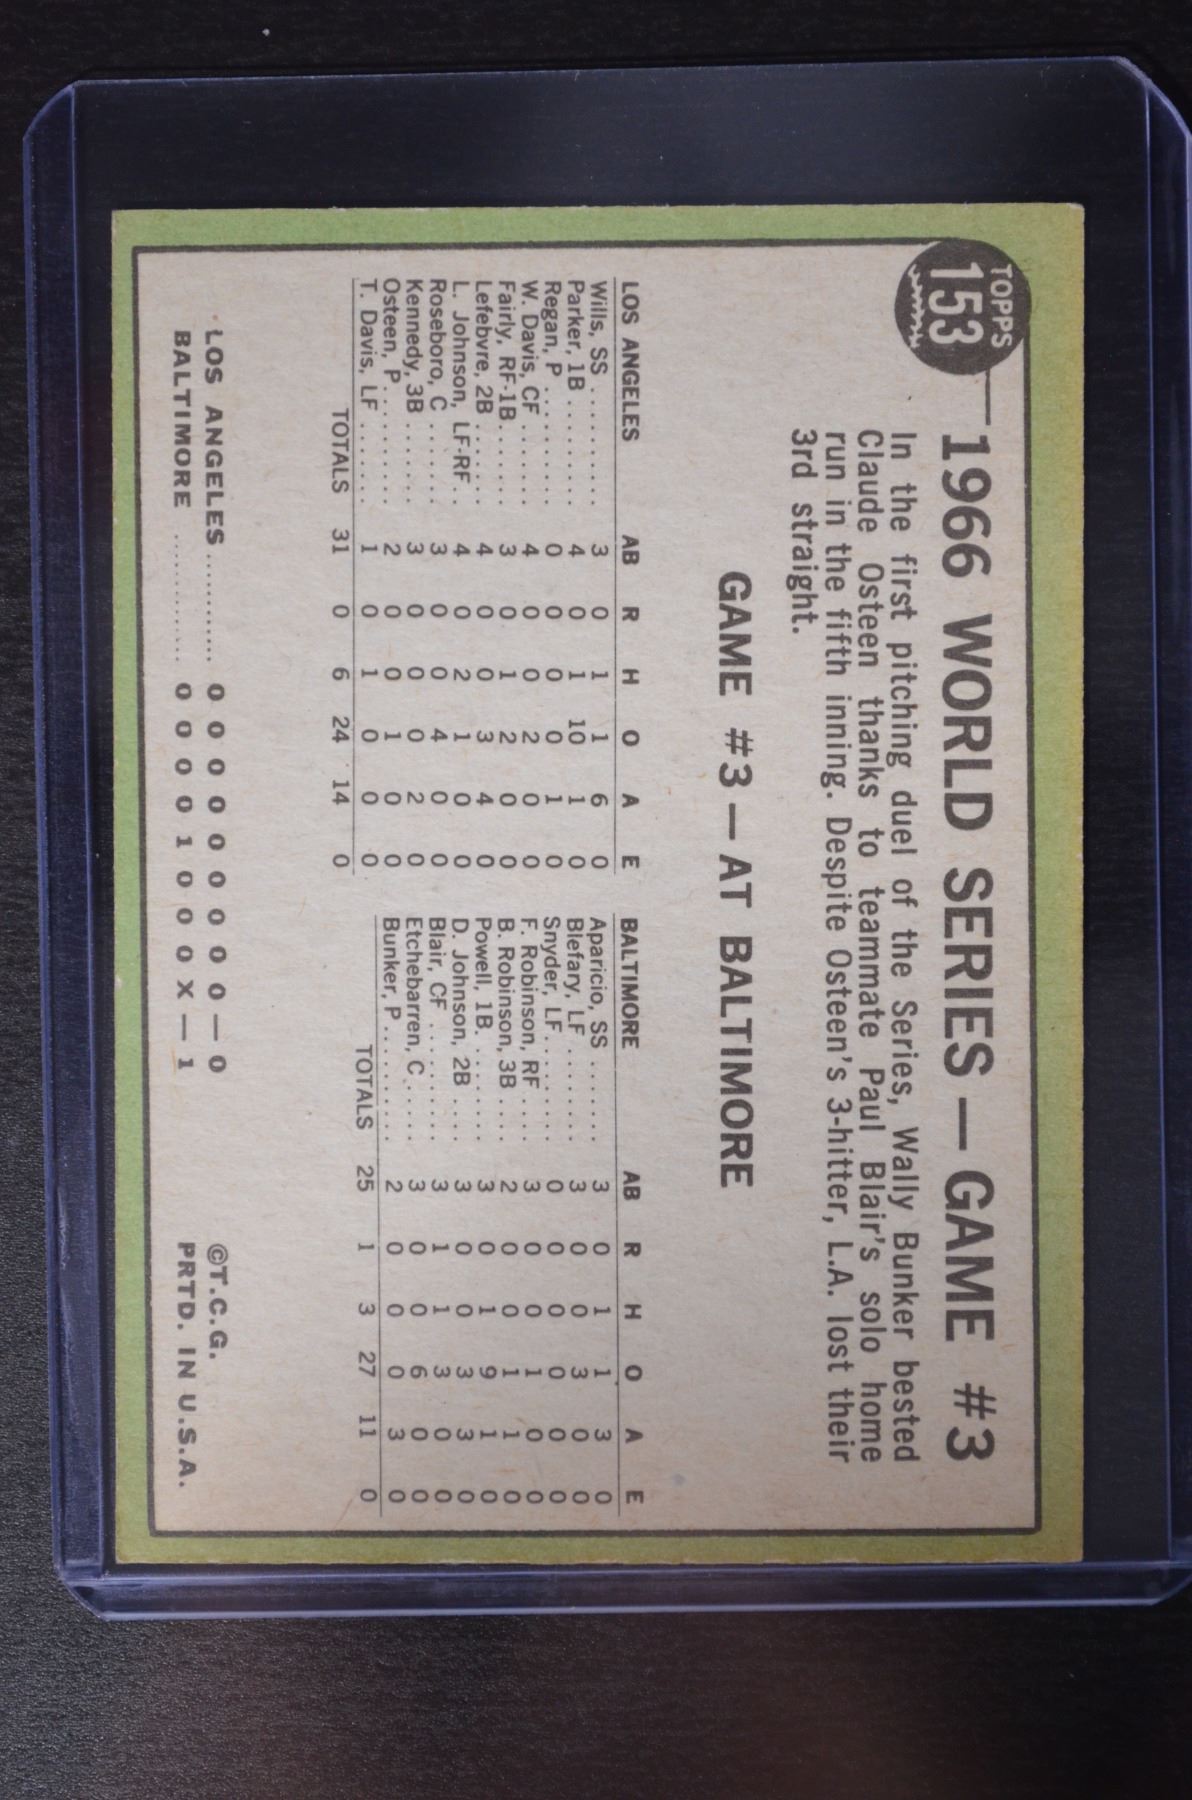 TOPPS
153
1966 WORLD SERIES — GAME #3
In the first pitching duel of the Series, Wally Bunker bested
Claude Osteen thanks to teammate Paul Blair's solo home
run in the fifth inning. Despite Osteen's 3-hitter, L.A. lost their
3rd straight.
GAME #3 — AT BALTIMORE
LOS ANGELES AB R H O A E
Wills, SS ......... 3 0 1 1 6 0
Parker, 1B ........ 4 0 1 10 1 0
Regan, P ......... 0 0 0 0 1 0
W. Davis, CF ....... 4 0 0 2 0 0
Fairly, RF-1B ...... 3 0 1 2 0 0
Lefebvre, 2B ...... 4 0 0 3 4 0
L. Johnson, LF-RF .. 4 0 2 1 0 0
Roseboro, C ...... 3 0 0 4 0 0
Kennedy, 3B ...... 3 0 0 0 2 0
Osteen, P ......... 2 0 0 1 0 0
T. Davis, LF ...... 1 0 1 0 0 0
TOTALS 31 0 6 24 14 0
BALTIMORE AB R H O A E
Aparicio, SS ....... 3 0 1 1 3 0
Blefary, LF ........ 3 0 0 3 0 0
Snyder, LF ........ 0 0 0 0 0 0
F. Robinson, RF .... 3 0 0 1 0 0
B. Robinson, 3B .... 2 0 0 1 1 0
Powell, 1B ........ 3 0 1 9 1 0
D. Johnson, 2B .... 3 0 0 3 3 0
Blair, CF ........ 3 1 1 3 0 0
Etchebarren, C ..... 3 0 0 6 0 0
Bunker, P ......... 2 0 0 0 3 0
TOTALS 25 1 3 27 11 0
LOS ANGELES ........... 0 0 0 0 0 0 0 0 0 — 0
BALTIMORE ............ 0 0 0 0 1 0 0 0 X — 1
©T.C.G.
PRTD. IN U.S.A.